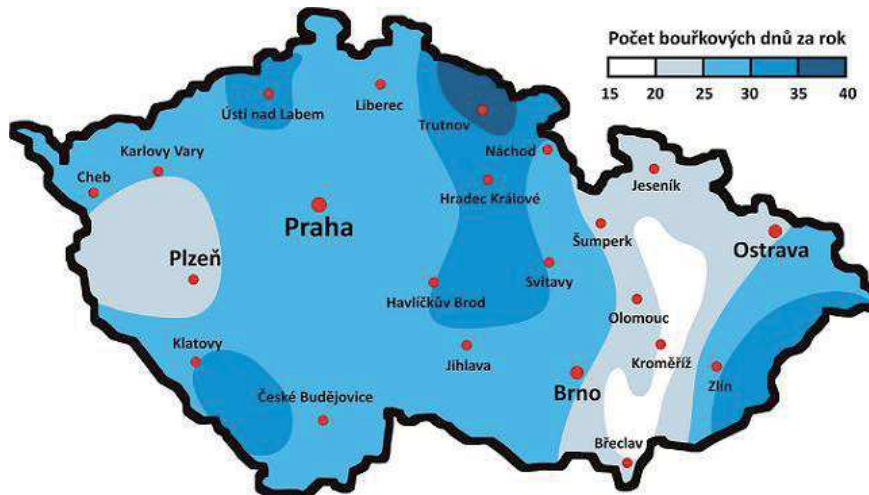 Počet bouřkových dnů za rok
15 20 25 30 35 40
Ústí nad Labem
Liberec
Trutnov
Karlovy Vary
Náchod
Cheb
Jeseník
Hradec Králové
Praha
Šumperk
Ostrava
Plzeň
Svitavy
Havlíčkův Brod
Olomouc
Klatovy
Jihlava
Kroměříž
Zlín
České Budějovice
Brno
Břeclav